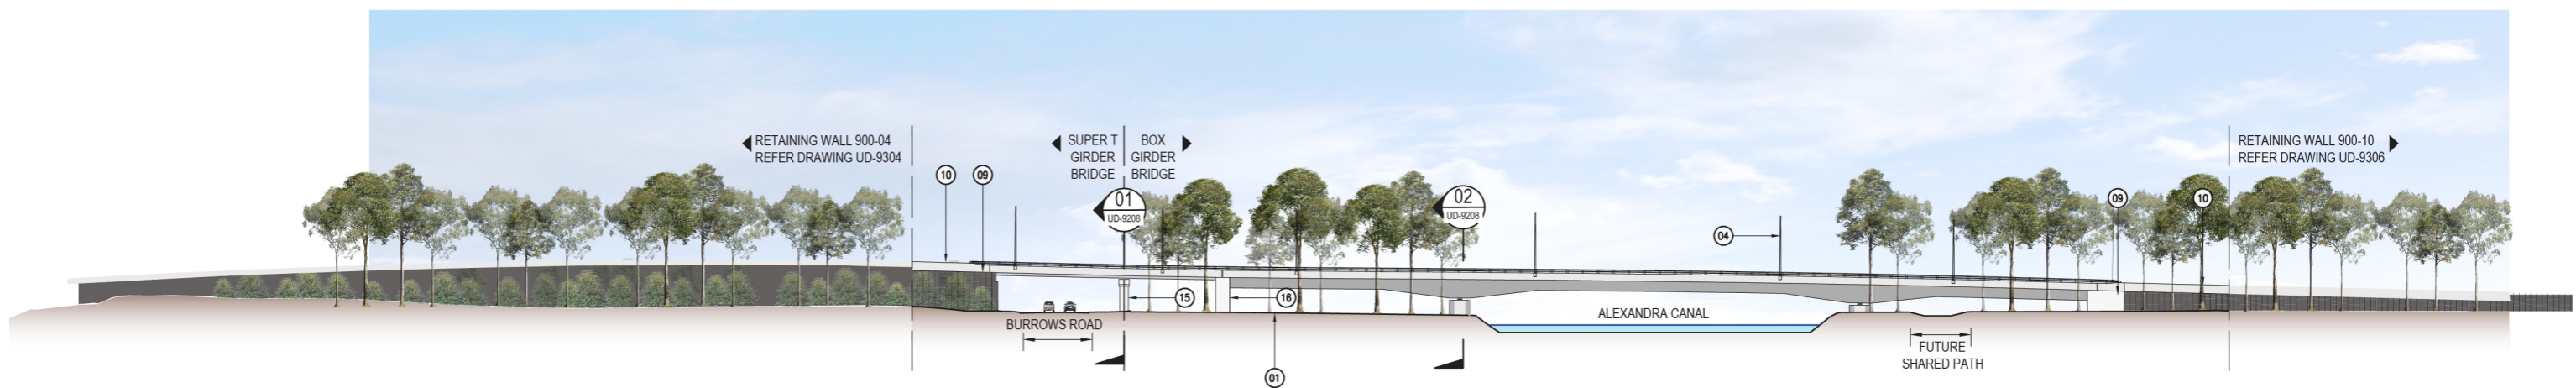 RETAINING WALL 900-04
REFER DRAWING UD-9304
SUPER T
GIRDER
BRIDGE
BOX
GIRDER
BRIDGE
RETAINING WALL 900-10
REFER DRAWING UD-9306
10
09
01
UD-9208
02
UD-9208
04
09
10
15
16
BURROWS ROAD
ALEXANDRA CANAL
FUTURE
SHARED PATH
01